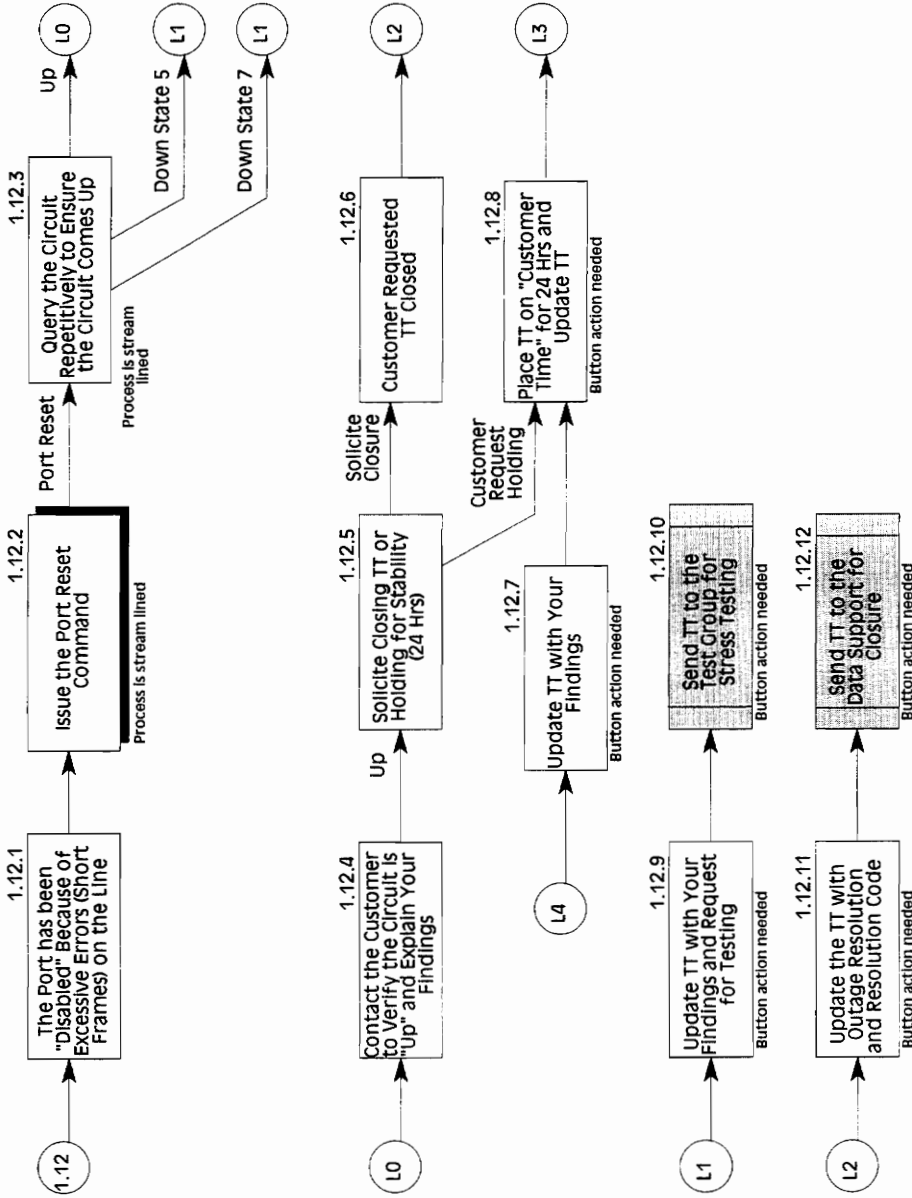 1.12
1.12.1
The Port has been
"Disabled" Because of
Excessive Errors (Short
Frames) on the Line
1.12.2
Issue the Port Reset
Command
Process is stream lined
Port Reset
1.12.3
Query the Circuit
Repetitively to Ensure
the Circuit Comes Up
Process is stream
lined
Up
L0
Down State 5
L1
Down State 7
L1
L0
1.12.4
Contact the Customer
to Verify the Circuit is
"Up" and Explain Your
Findings
Up
1.12.5
Solicite Closing TT or
Holding for Stability
(24 Hrs)
Solicite
Closure
1.12.6
Customer Requested
TT Closed
L2
Customer
Request
Holding
L4
1.12.7
Update TT with Your
Findings
Button action needed
1.12.8
Place TT on "Customer
Time" for 24 Hrs and
Update TT
Button action needed
L3
L1
1.12.9
Update TT with Your
Findings and Request
for Testing
Button action needed
1.12.10
Send TT to the
Test Group for
Stress Testing
Button action needed
L2
1.12.11
Update the TT with
Outage Resolution
and Resolution Code
Button action needed
1.12.12
Send TT to the
Data Support for
Closure
Button action needed